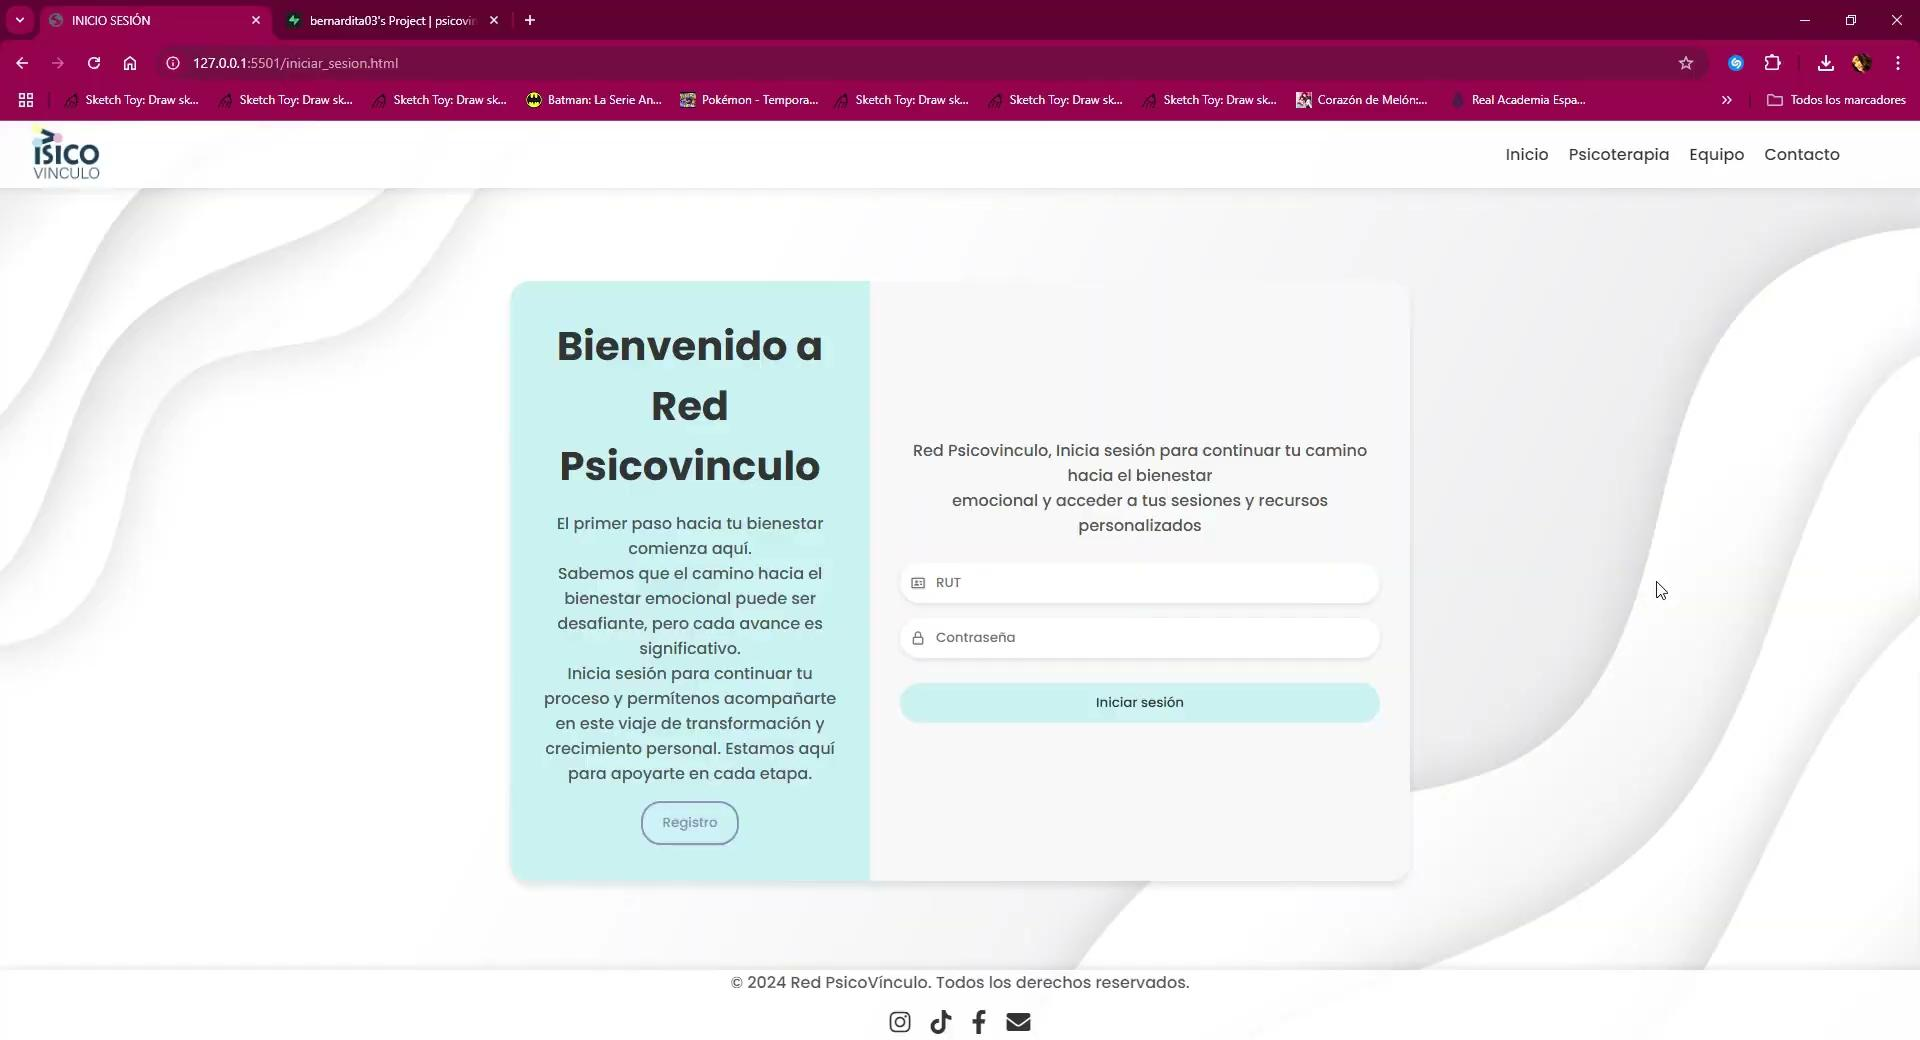 INICIO SESIÓN
bernardita03's Project | psicovin
127.0.0.1:5501/iniciar_sesion.html
Sketch Toy: Draw sk...
Sketch Toy: Draw sk...
Sketch Toy: Draw sk...
Batman: La Serie An...
Pokémon - Tempora...
Sketch Toy: Draw sk...
Sketch Toy: Draw sk...
Sketch Toy: Draw sk...
Corazón de Melón:...
Real Academia Espa...
Todos los marcadores
ISICO
VINCULO
Inicio
Psicoterapia
Equipo
Contacto
Bienvenido a
Red
Psicovinculo
El primer paso hacia tu bienestar
comienza aquí.
Sabemos que el camino hacia el
bienestar emocional puede ser
desafiante, pero cada avance es
significativo.
Inicia sesión para continuar tu
proceso y permítenos acompañarte
en este viaje de transformación y
crecimiento personal. Estamos aquí
para apoyarte en cada etapa.
Registro
Red Psicovinculo, Inicia sesión para continuar tu camino
hacia el bienestar
emocional y acceder a tus sesiones y recursos
personalizados
RUT
Contraseña
Iniciar sesión
© 2024 Red PsicoVínculo. Todos los derechos reservados.